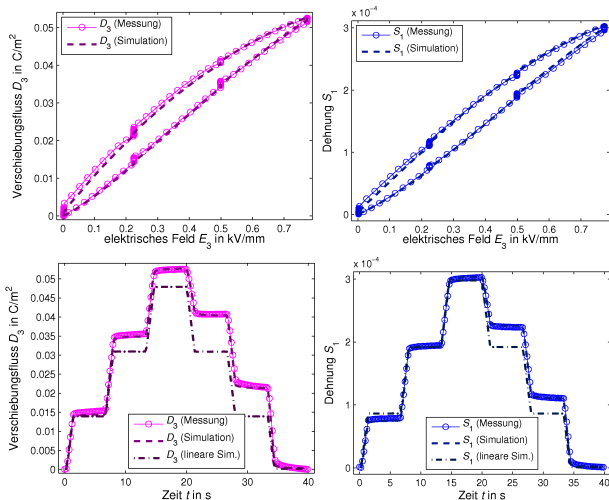 D₃ (Messung)
D₃ (Simulation)
Verschiebungsfluss D₃ in C/m²
0.05
0.04
0.03
0.02
0.01
0
0 0.1 0.2 0.3 0.4 0.5 0.6 0.7
elektrisches Feld E₃ in kV/mm
x 10⁻⁴
S₁ (Messung)
S₁ (Simulation)
Dehnung S₁
3
2
1
0
0 0.1 0.2 0.3 0.4 0.5 0.6 0.7
elektrisches Feld E₃ in kV/mm
Verschiebungsfluss D₃ in C/m²
0.05
0.045
0.04
0.035
0.03
0.025
0.02
0.015
0.01
0.005
0
D₃ (Messung)
D₃ (Simulation)
D₃ (lineare Sim.)
0 10 20 30 40
Zeit t in s
x 10⁻⁴
Dehnung S₁
3
2
1
0
S₁ (Messung)
S₁ (Simulation)
S₁ (lineare Sim.)
0 5 10 15 20 25 30 35 40
Zeit t in s